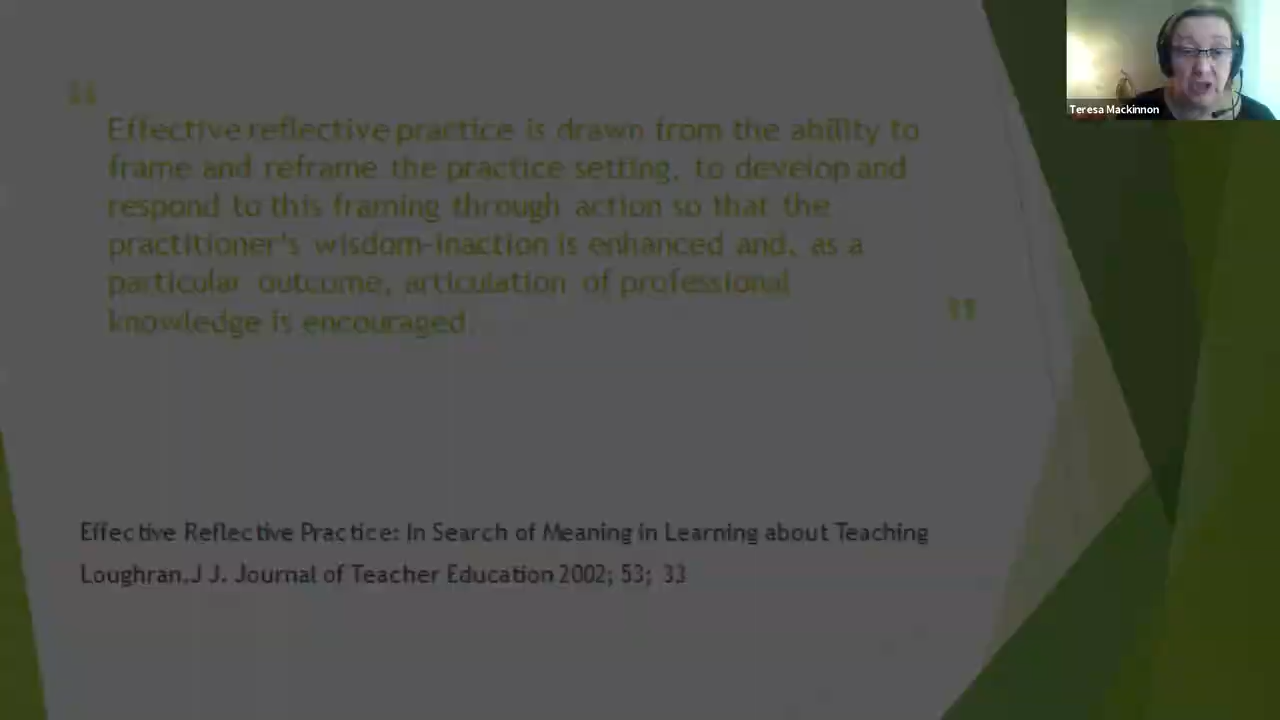 “
Effective reflective practice is drawn from the ability to
frame and reframe the practice setting, to develop and
respond to this framing through action so that the
practitioner's wisdom-inaction is enhanced and, as a
particular outcome, articulation of professional
knowledge is encouraged.
”
Effective Reflective Practice: In Search of Meaning in Learning about Teaching
Loughran.J J. Journal of Teacher Education 2002; 53; 33
Teresa Mackinnon